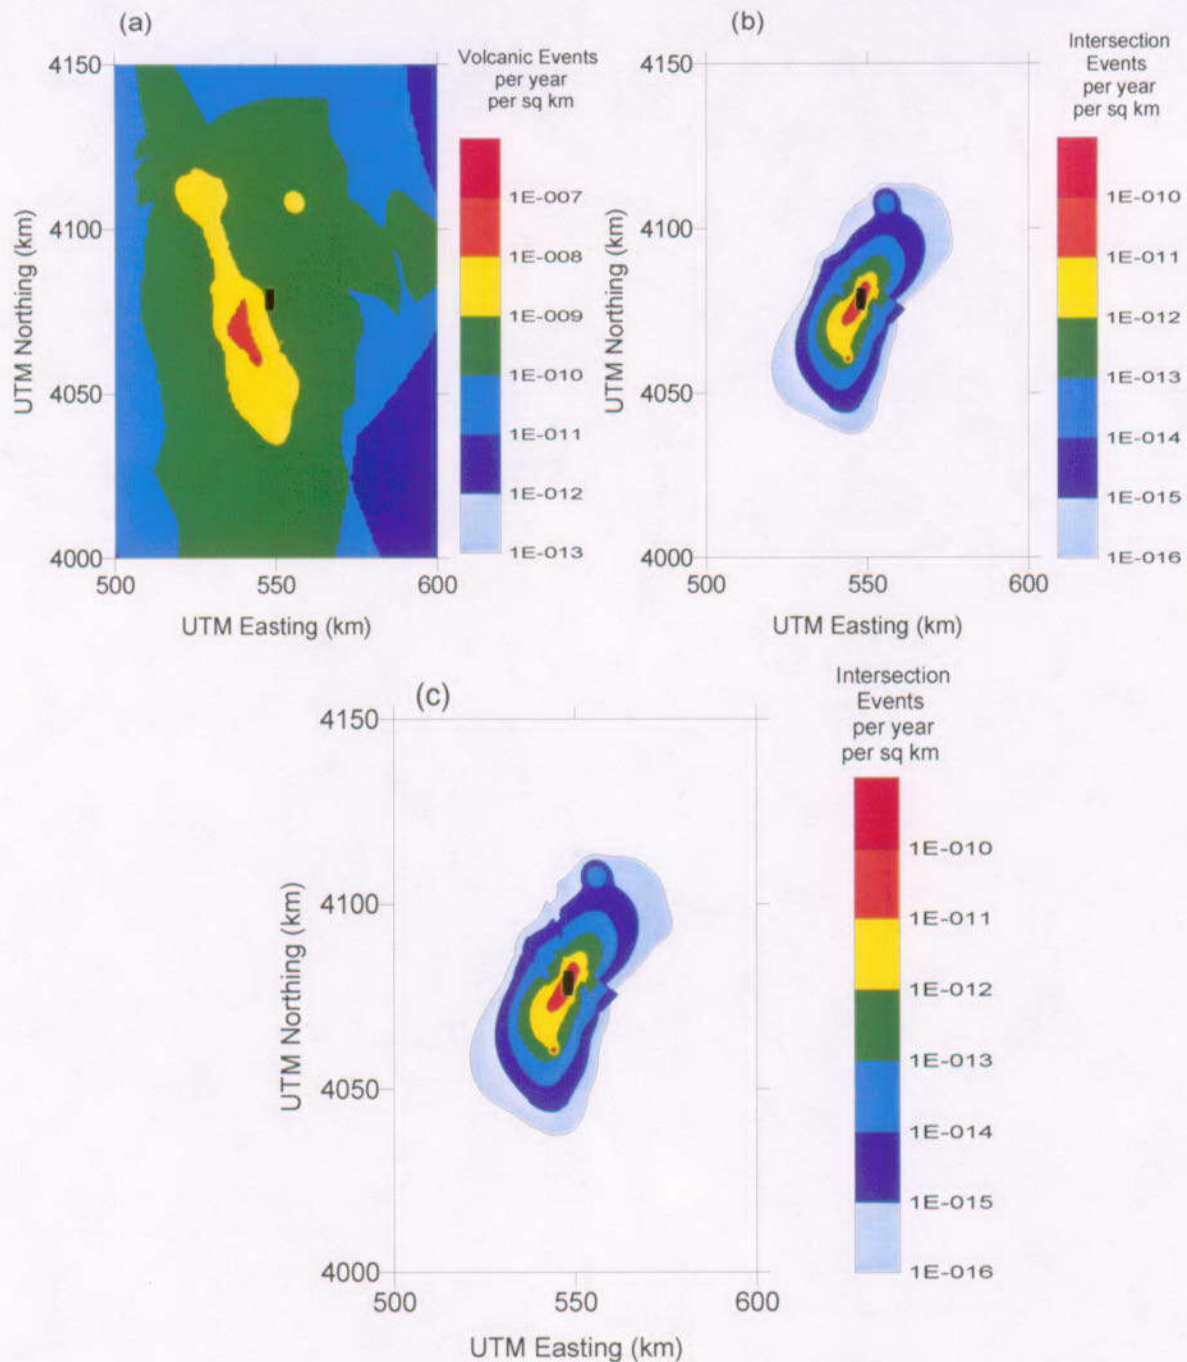 (a)
Volcanic Events
per year
per sq km
4150
4100
4050
4000
500
550
600
UTM Northing (km)
UTM Easting (km)
1E-007
1E-008
1E-009
1E-010
1E-011
1E-012
1E-013
(b)
Intersection
Events
per year
per sq km
4150
4100
4050
4000
500
550
600
UTM Northing (km)
UTM Easting (km)
1E-010
1E-011
1E-012
1E-013
1E-014
1E-015
1E-016
(c)
Intersection
Events
per year
per sq km
4150
4100
4050
4000
500
550
600
UTM Northing (km)
UTM Easting (km)
1E-010
1E-011
1E-012
1E-013
1E-014
1E-015
1E-016